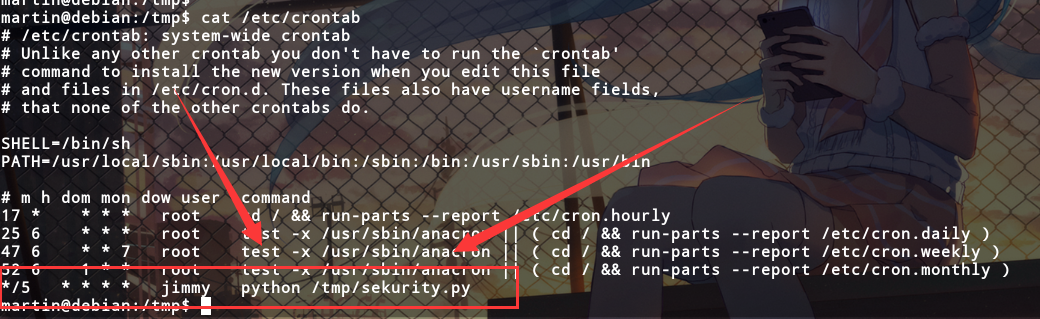 martin@debian:/tmp$
martin@debian:/tmp$ cat /etc/crontab
# /etc/crontab: system-wide crontab
# Unlike any other crontab you don't have to run the `crontab'
# command to install the new version when you edit this file
# and files in /etc/cron.d. These files also have username fields,
# that none of the other crontabs do.
SHELL=/bin/sh
PATH=/usr/local/sbin:/usr/local/bin:/sbin:/bin:/usr/sbin:/usr/bin
# m h dom mon dow user  command
17 *    * * *   root    cd / && run-parts --report /etc/cron.hourly
25 6    * * *   root    test -x /usr/sbin/anacron || ( cd / && run-parts --report /etc/cron.daily )
47 6    * * 7   root    test -x /usr/sbin/anacron || ( cd / && run-parts --report /etc/cron.weekly )
52 6    1 * *   root    test -x /usr/sbin/anacron || ( cd / && run-parts --report /etc/cron.monthly )
*/5   * * * *   jimmy   python /tmp/sekurity.py
martin@debian:/tmp$